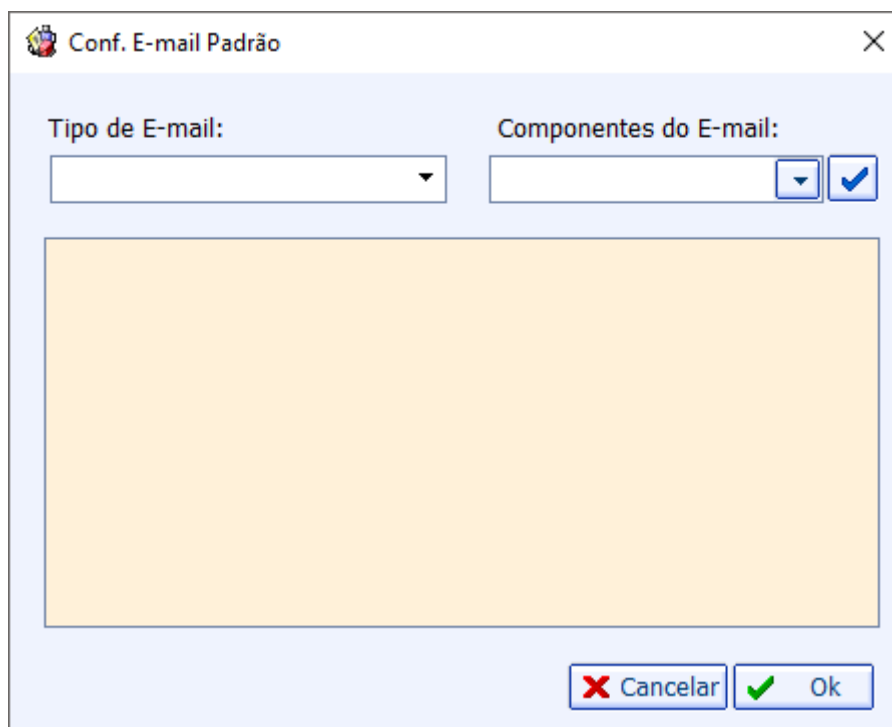 Conf. E-mail Padrão
Tipo de E-mail:
Componentes do E-mail:
Cancelar
Ok